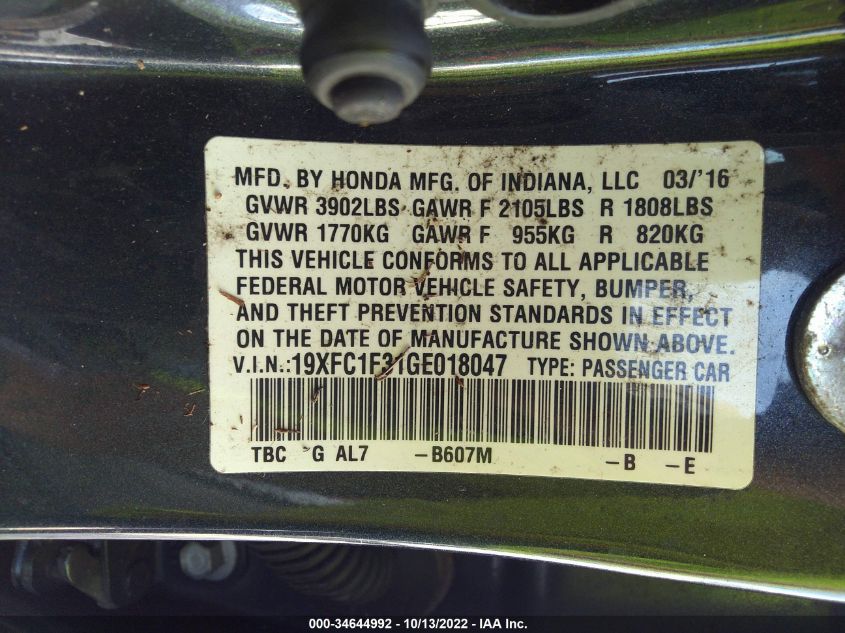 MFD. BY HONDA MFG. OF INDIANA, LLC 03/'16
GVWR 3902LBS GAWR F 2105LBS R 1808LBS
GVWR 1770KG GAWR F 955KG R 820KG
THIS VEHICLE CONFORMS TO ALL APPLICABLE
FEDERAL MOTOR VEHICLE SAFETY, BUMPER,
AND THEFT PREVENTION STANDARDS IN EFFECT
ON THE DATE OF MANUFACTURE SHOWN ABOVE.
V.I.N.:19XFC1F31GE018047 TYPE: PASSENGER CAR
TBC G AL7 -B607M -B -E
000-34644992 - 10/13/2022 - IAA Inc.